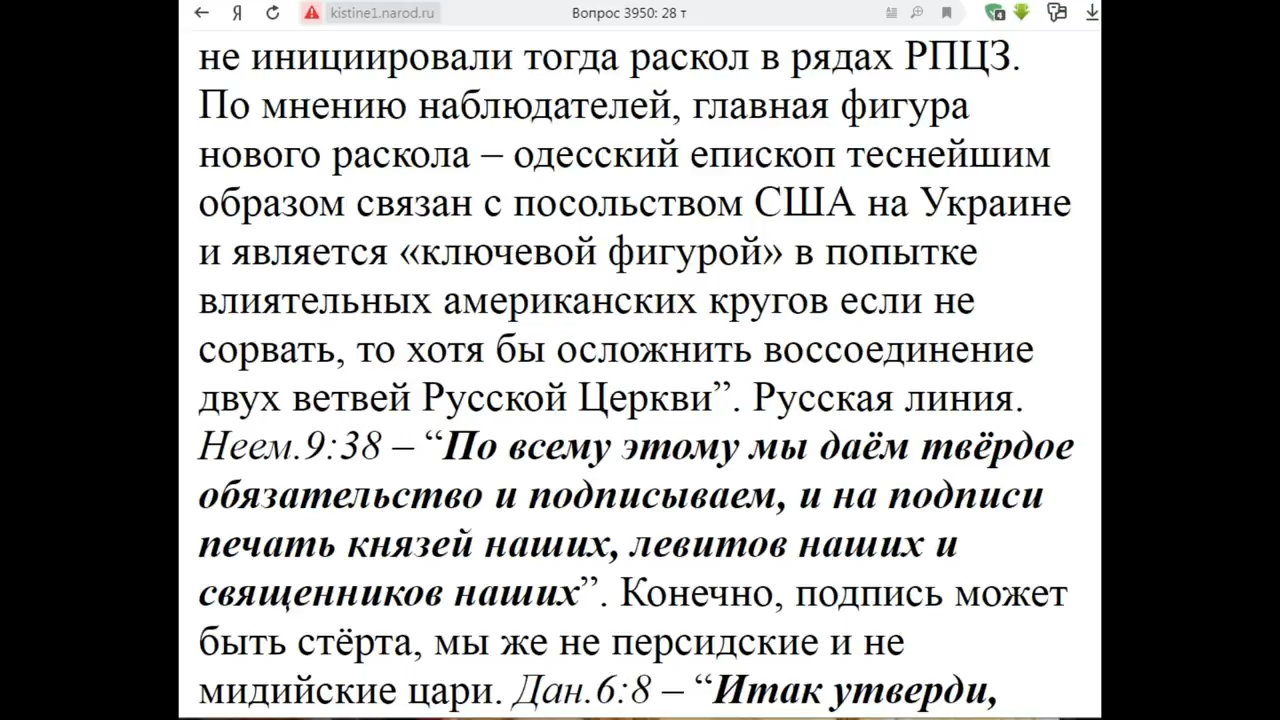 kistine1.narod.ru
Вопрос 3950: 28 т
4
не инициировали тогда раскол в рядах РПЦЗ.
По мнению наблюдателей, главная фигура
нового раскола – одесский епископ теснейшим
образом связан с посольством США на Украине
и является «ключевой фигурой» в попытке
влиятельных американских кругов если не
сорвать, то хотя бы осложнить воссоединение
двух ветвей Русской Церкви”. Русская линия.
Неем.9:38 – “По всему этому мы даём твёрдое
обязательство и подписываем, и на подписи
печать князей наших, левитов наших и
священников наших”. Конечно, подпись может
быть стёрта, мы же не персидские и не
мидийские цари. Дан.6:8 – “Итак утверди,